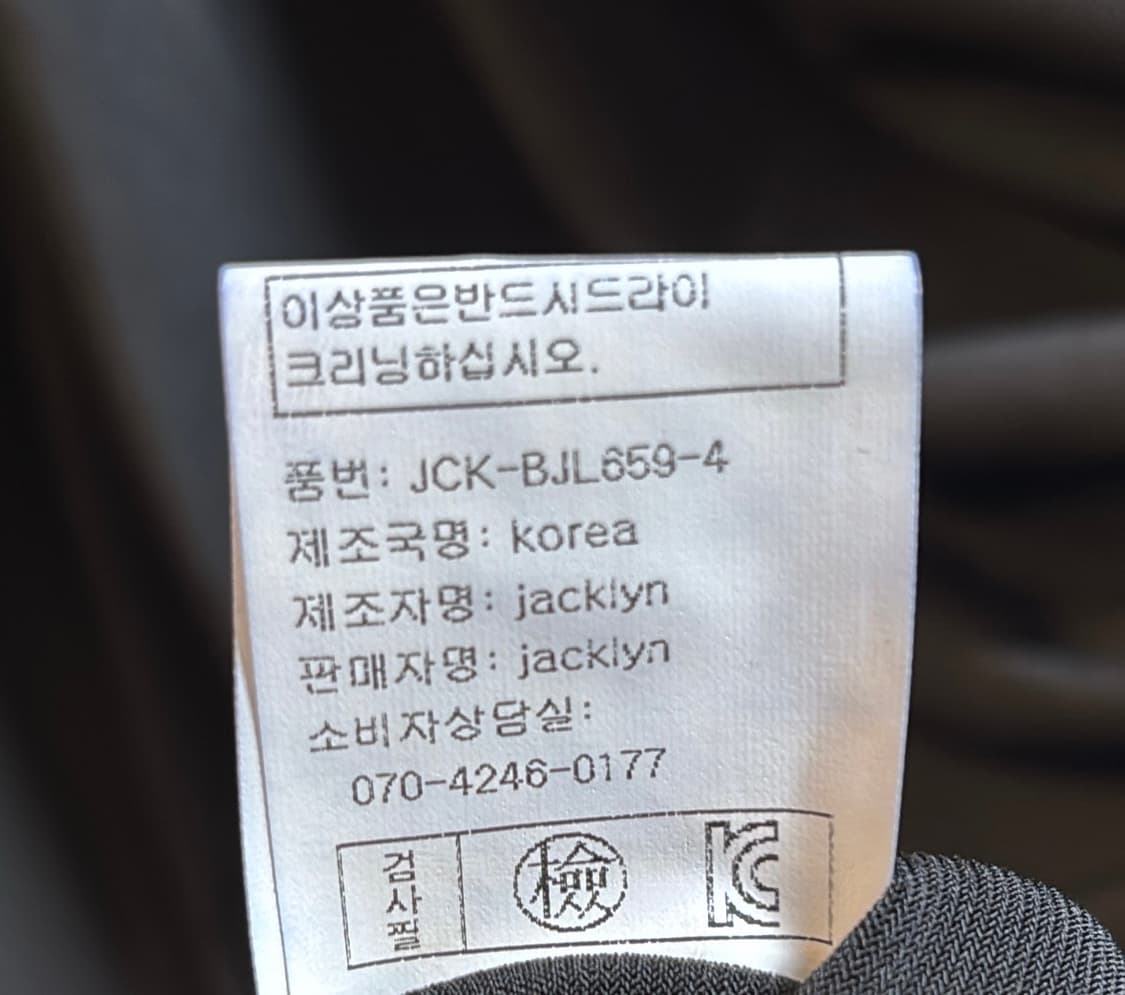 이상품은반드시드라이
크리닝하십시오.
품번: JCK-BJL659-4
제조국명: korea
제조자명: jacklyn
판매자명: jacklyn
소비자상담실:
070-4246-0177
검사필 檢 KC